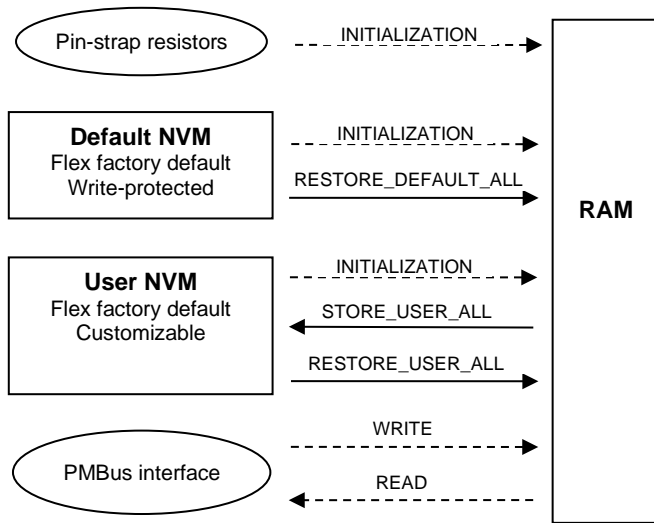 Pin-strap resistors
INITIALIZATION
Default NVM
Flex factory default
Write-protected
INITIALIZATION
RESTORE_DEFAULT_ALL
RAM
User NVM
Flex factory default
Customizable
INITIALIZATION
STORE_USER_ALL
RESTORE_USER_ALL
PMBus interface
WRITE
READ